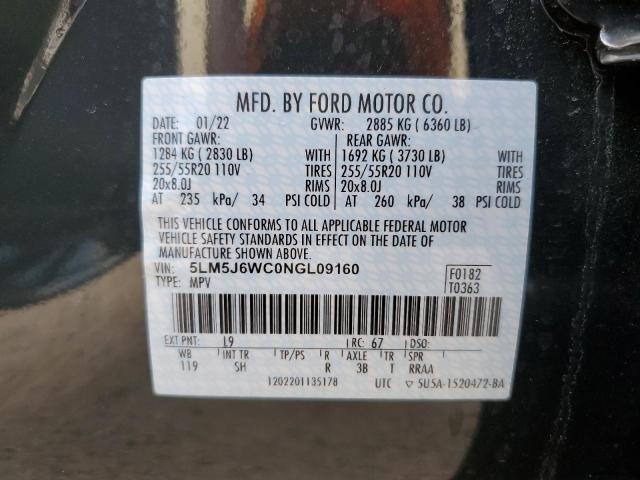 MFD. BY FORD MOTOR CO.
DATE: 01/22 GVWR: 2885 KG ( 6360 LB)
FRONT GAWR: REAR GAWR:
1284 KG ( 2830 LB) WITH 1692 KG ( 3730 LB) WITH
255/55R20 110V TIRES 255/55R20 110V TIRES
20x8.0J RIMS 20x8.0J RIMS
AT 235 kPa/ 34 PSI COLD AT 260 kPa/ 38 PSI COLD
THIS VEHICLE CONFORMS TO ALL APPLICABLE FEDERAL MOTOR
VEHICLE SAFETY STANDARDS IN EFFECT ON THE DATE OF
MANUFACTURE SHOWN ABOVE.
VIN: 5LM5J6WC0NGL09160 F0182
TYPE: MPV T0363
EXT PNT: L9 RC: 67 DSO:
WB INT TR TP/PS R AXLE TR SPR
119 SH R 3B T RRAA
1202201135178 UTC ▽ SU5A-1520472-BA